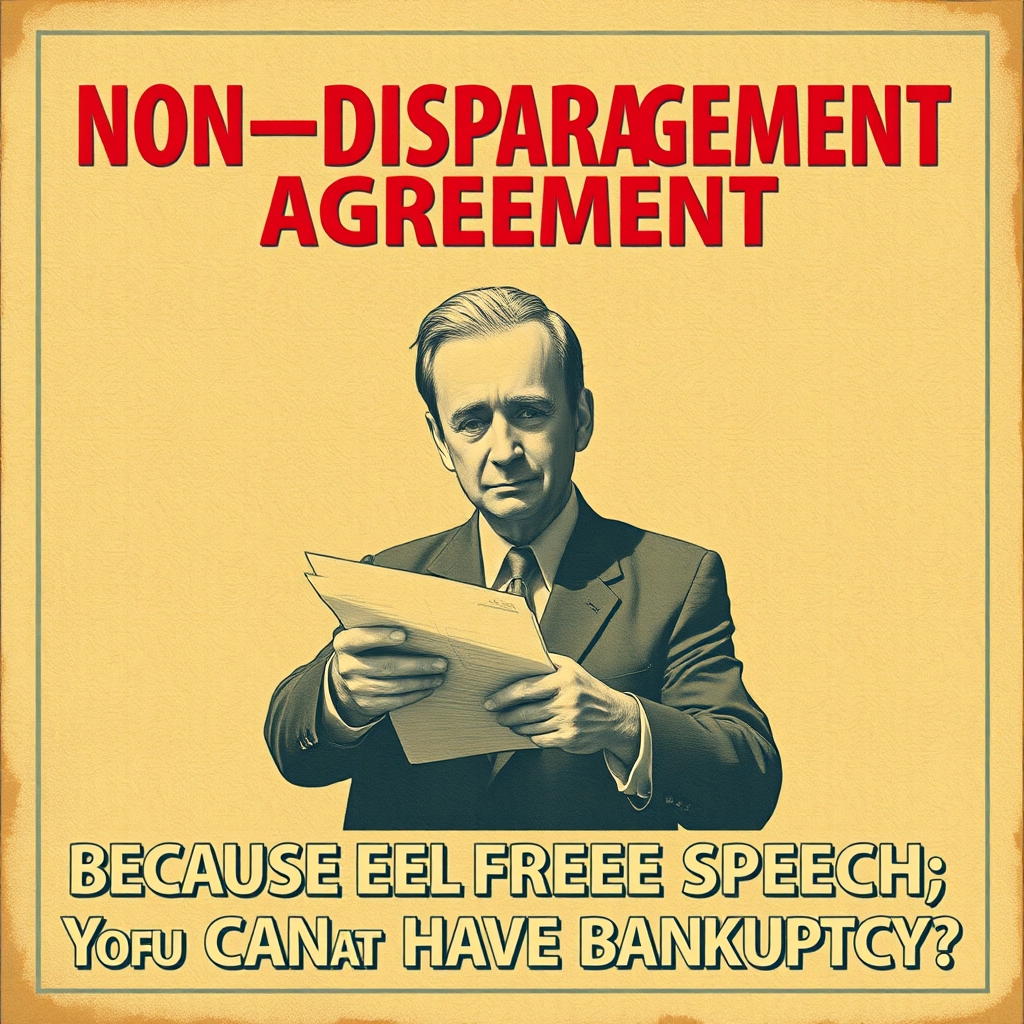 NON—DISPARAGEMENT
AGREEMENT
BECAUSE EEL FREEE SPEECH;
YOFU CANAT HAVE BANKUPTCY?